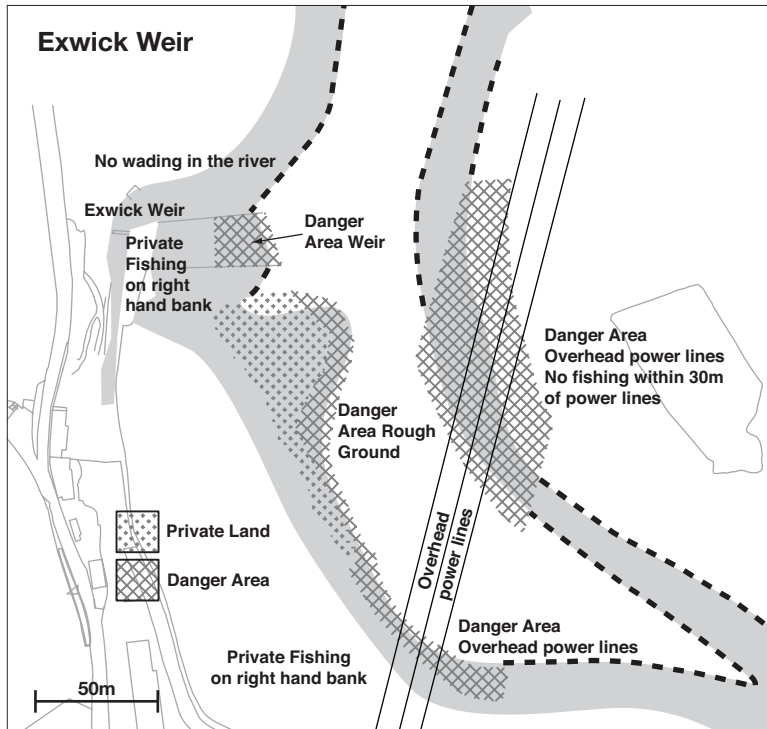 Exwick Weir
No wading in the river
Exwick Weir
Danger
Area Weir
Private
Fishing
on right
hand bank
Danger Area
Overhead power lines
No fishing within 30m
of power lines
Danger
Area Rough
Ground
Private Land
Overhead
power lines
Danger Area
Danger Area
Overhead power lines
Private Fishing
on right hand bank
50m